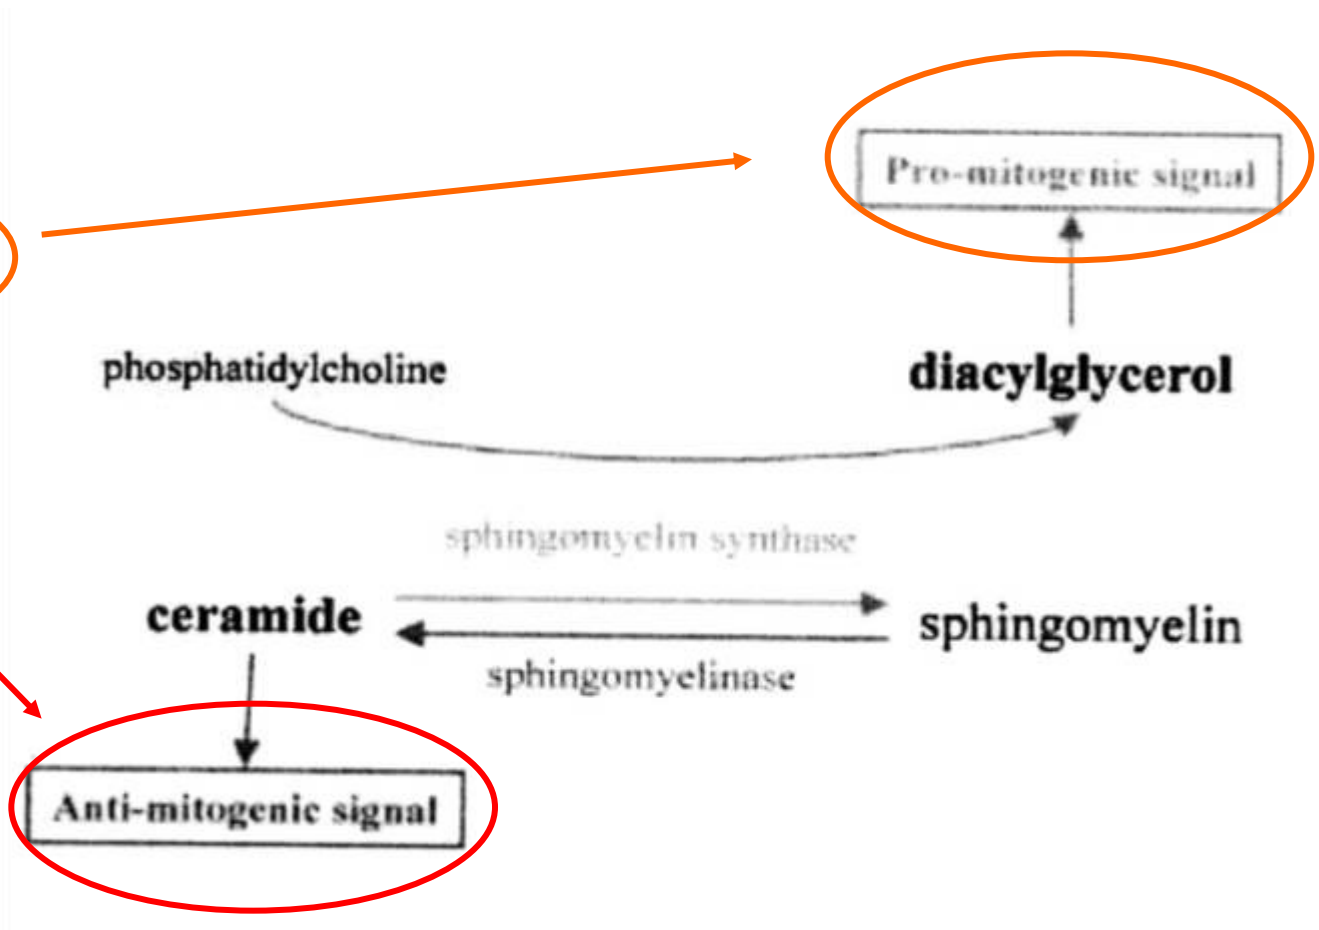 Pro-mitogenic signal
phosphatidylcholine
diacylglycerol
sphingomyelin synthase
ceramide
sphingomyelin
sphingomyelinase
Anti-mitogenic signal